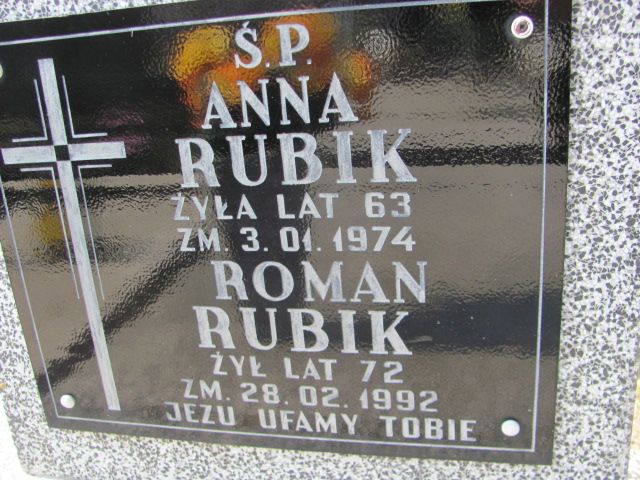 Ś.P.
ANNA
RUBIK
ŻYŁA LAT 63
ZM. 3.01.1974
ROMAN
RUBIK
ŻYŁ LAT 72
ZM. 28.02.1992
JEZU UFAMY TOBIE